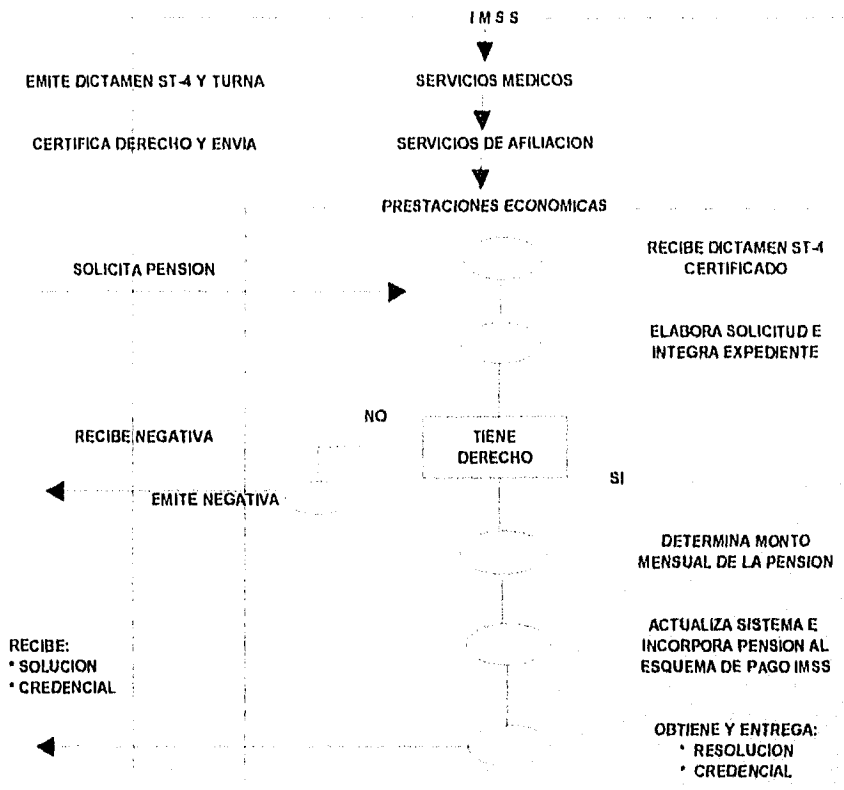 I M S S
EMITE DICTAMEN ST-4 Y TURNA
SERVICIOS MEDICOS
CERTIFICA DERECHO Y ENVIA
SERVICIOS DE AFILIACION
PRESTACIONES ECONOMICAS
RECIBE DICTAMEN ST-4
CERTIFICADO
SOLICITA PENSION
ELABORA SOLICITUD E
INTEGRA EXPEDIENTE
NO
RECIBE NEGATIVA
TIENE
DERECHO
SI
EMITE NEGATIVA
DETERMINA MONTO
MENSUAL DE LA PENSION
ACTUALIZA SISTEMA E
INCORPORA PENSION AL
ESQUEMA DE PAGO IMSS
RECIBE:
* SOLUCION
* CREDENCIAL
OBTIENE Y ENTREGA:
* RESOLUCION
* CREDENCIAL